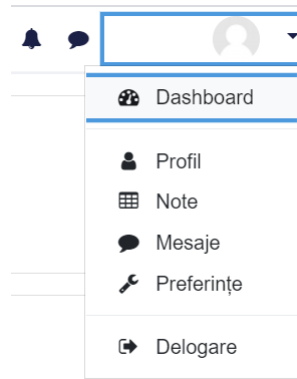 Dashboard
Profil
Note
Mesaje
Preferințe
Delogare